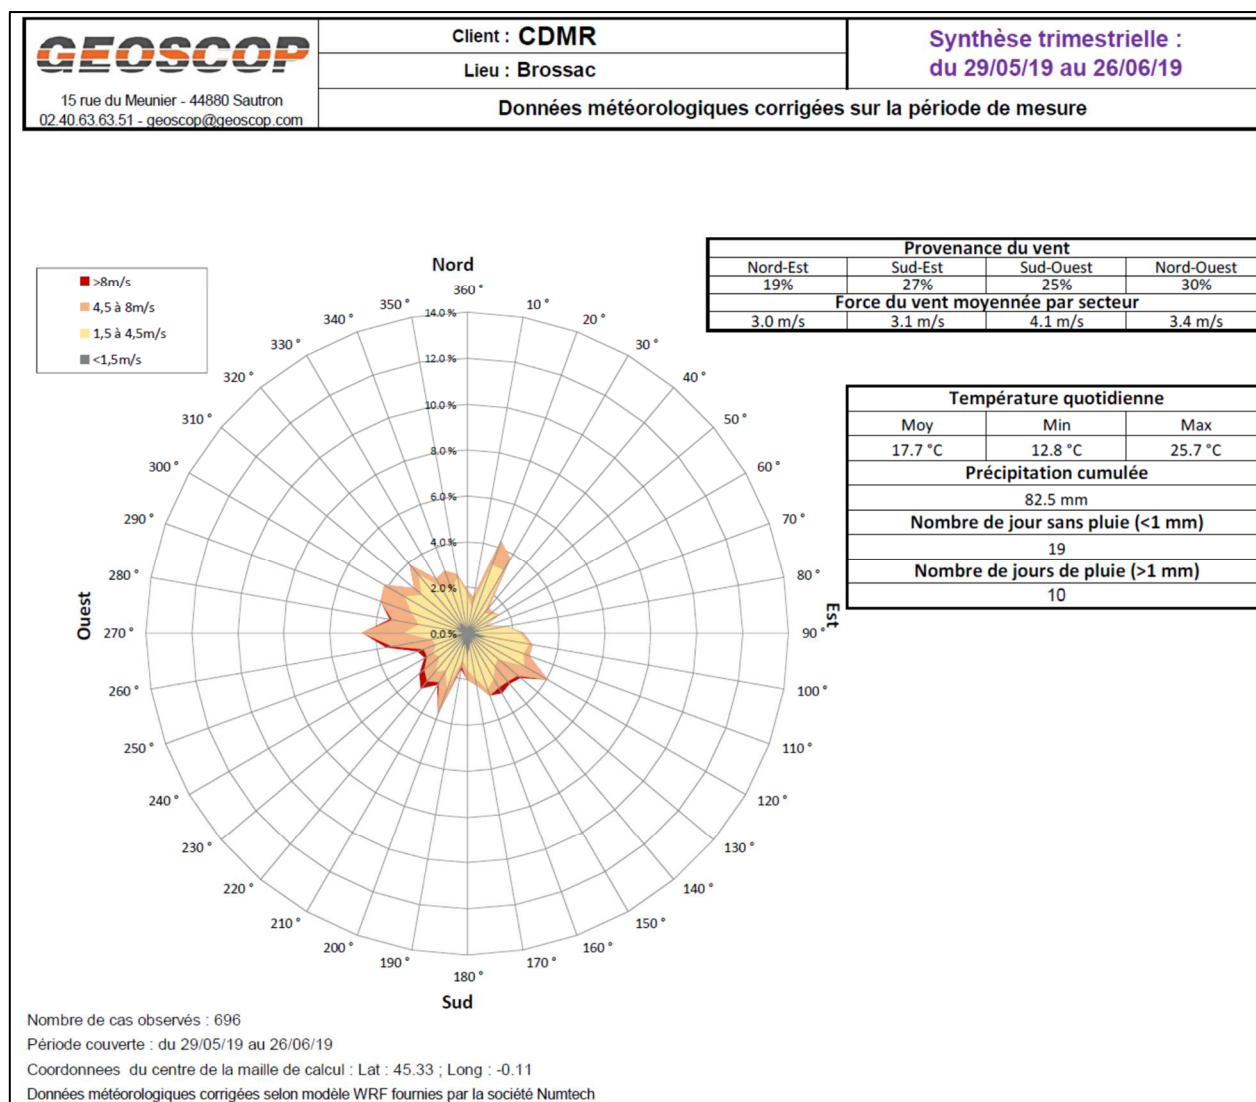 GEOSCOP
15 rue du Meunier - 44880 Sautron
02.40.63.63.51 - geoscop@geoscop.com
Client : CDMR
Lieu : Brossac
Synthèse trimestrielle :
du 29/05/19 au 26/06/19
Données météorologiques corrigées sur la période de mesure
>8m/s
4,5 à 8m/s
1,5 à 4,5m/s
<1,5m/s
Provenance du vent
Nord-Est Sud-Est Sud-Ouest Nord-Ouest
19% 27% 25% 30%
Force du vent moyennée par secteur
3.0 m/s 3.1 m/s 4.1 m/s 3.4 m/s
Température quotidienne
Moy Min Max
17.7 °C 12.8 °C 25.7 °C
Précipitation cumulée
82.5 mm
Nombre de jour sans pluie (<1 mm)
19
Nombre de jours de pluie (>1 mm)
10
Nord
360 °
10 °
20 °
30 °
40 °
50 °
60 °
70 °
80 °
Est
90 °
100 °
110 °
120 °
130 °
140 °
150 °
160 °
170 °
180 °
Sud
190 °
200 °
210 °
220 °
230 °
240 °
250 °
260 °
270 °
Ouest
280 °
290 °
300 °
310 °
320 °
330 °
340 °
350 °
14.0 %
12.0 %
10.0 %
8.0 %
6.0 %
4.0 %
2.0 %
0.0 %
Nombre de cas observés : 696
Période couverte : du 29/05/19 au 26/06/19
Coordonnees du centre de la maille de calcul : Lat : 45.33 ; Long : -0.11
Données météorologiques corrigées selon modèle WRF fournies par la société Numtech